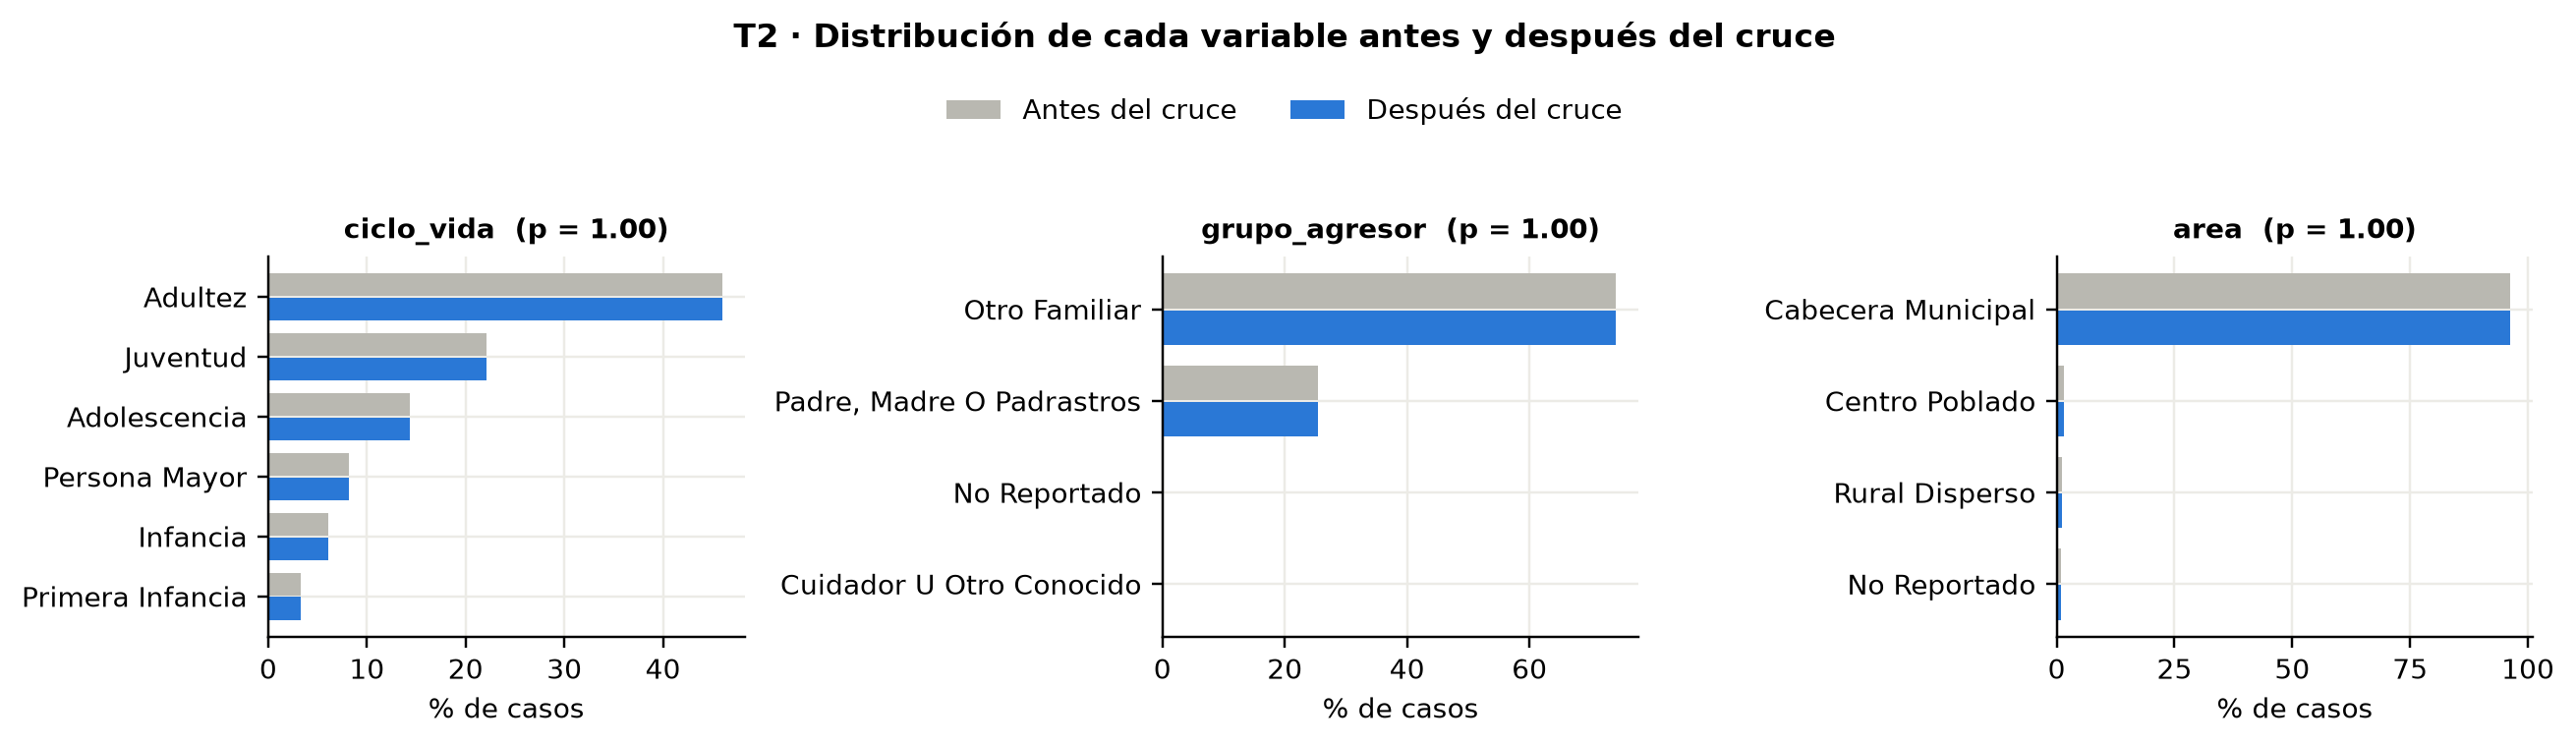 T2 · Distribución de cada variable antes y después del cruce
Antes del cruce
Después del cruce
ciclo_vida (p = 1.00)
Adultez
Juventud
Adolescencia
Persona Mayor
Infancia
Primera Infancia
0 10 20 30 40
% de casos
grupo_agresor (p = 1.00)
Otro Familiar
Padre, Madre O Padrastros
No Reportado
Cuidador U Otro Conocido
0 20 40 60
% de casos
area (p = 1.00)
Cabecera Municipal
Centro Poblado
Rural Disperso
No Reportado
0 25 50 75 100
% de casos